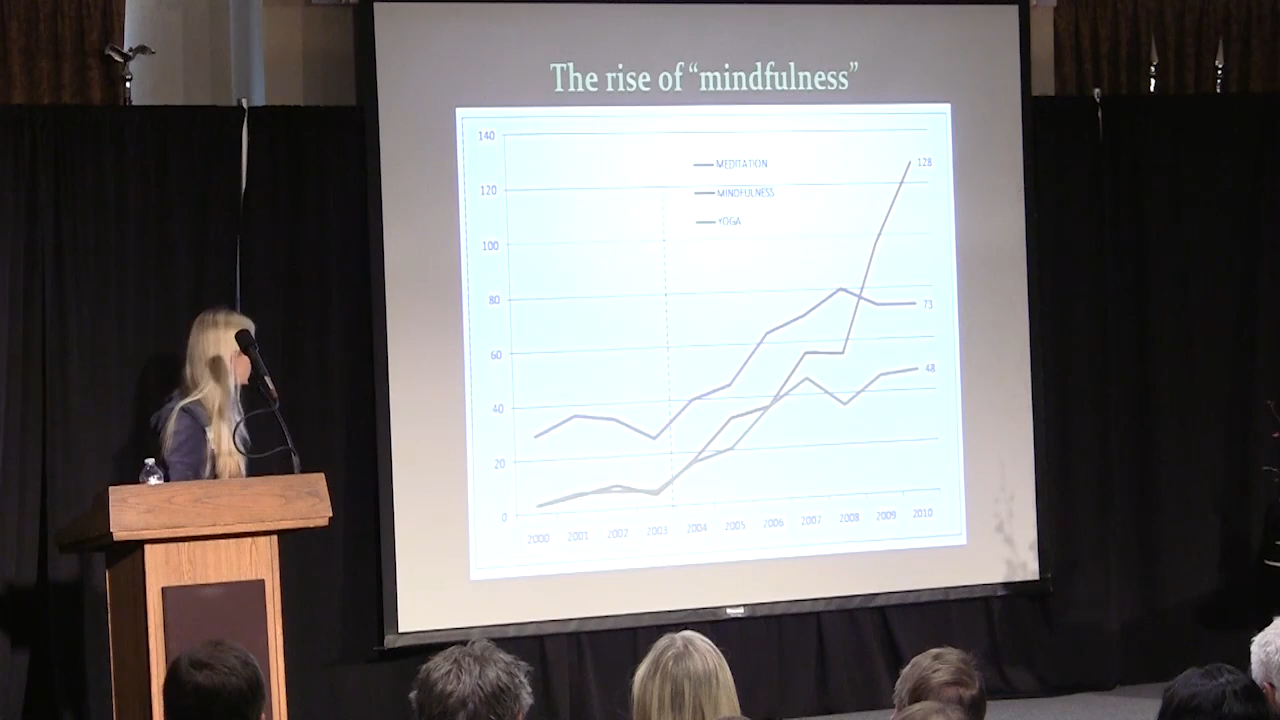 The rise of “mindfulness”
140
120
100
80
60
40
20
0
MEDITATION
MINDFULNESS
YOGA
128
73
48
2000 2001 2002 2003 2004 2005 2006 2007 2008 2009 2010